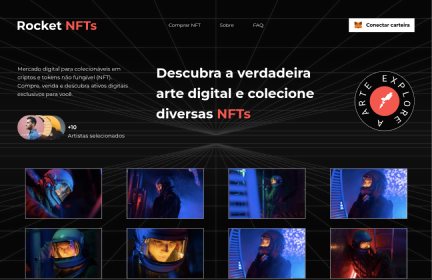 Rocket NFTs
Comprar NFT
Sobre
FAQ
Conectar carteira
Mercado digital para colecionáveis em
criptos e tokens não fungível (NFT).
Compra, venda e descubra ativos digitais
exclusivos para você.
Descubra a verdadeira
arte digital e colecione
diversas NFTs
EXPLORE A ARTE
+10
Artistas selecionados